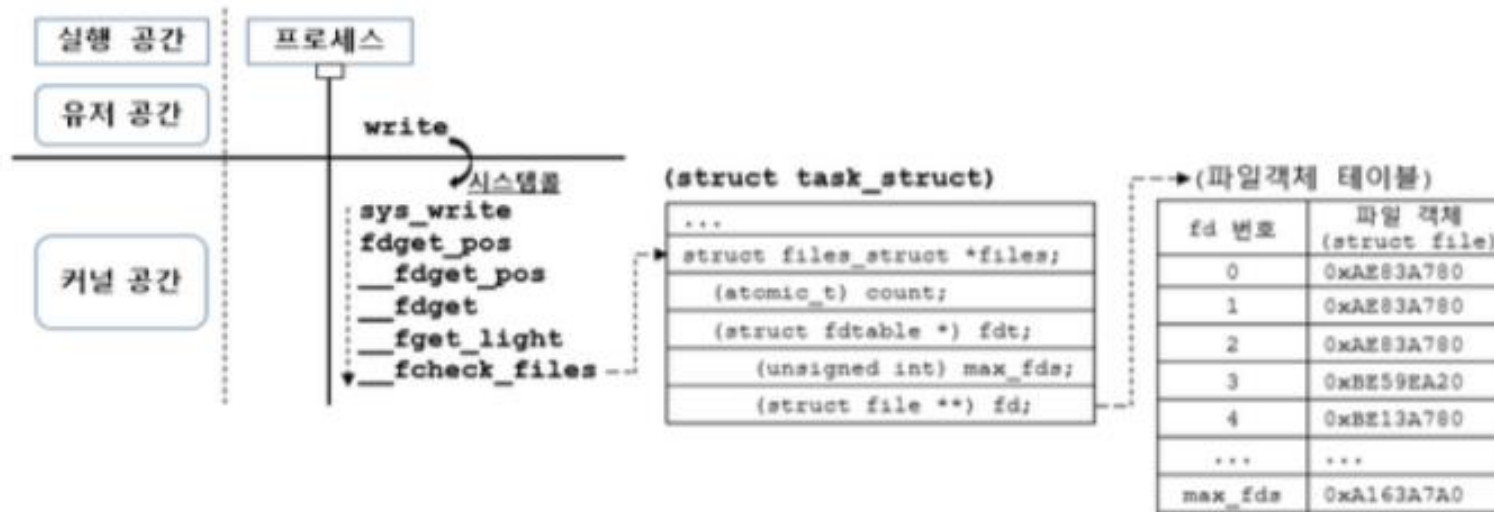 실행 공간
프로세스
유저 공간
write
시스템콜
커널 공간
sys_write
fdget_pos
__fdget_pos
__fdget
__fget_light
__fcheck_files
(struct task_struct)
...
struct files_struct *files;
(atomic_t) count;
(struct fdtable *) fdt;
(unsigned int) max_fds;
(struct file **) fd;
(파일객체 테이블)
fd 번호 파일 객체
(struct file)
0 0xAE83A780
1 0xAE83A780
2 0xAE83A780
3 0xBE59EA20
4 0xBE13A780
... ...
max_fds 0xA163A7A0